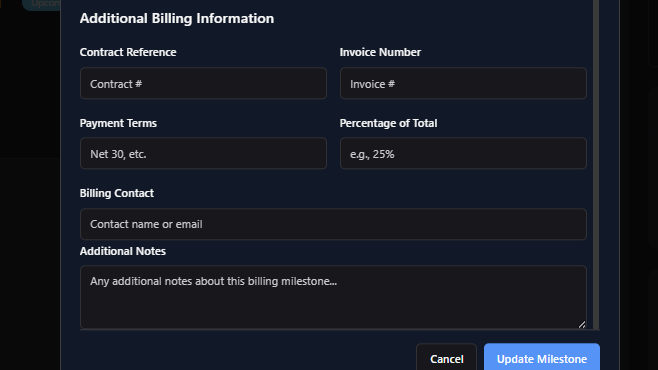 Upcom
Additional Billing Information
Contract Reference
Invoice Number
Contract #
Invoice #
Payment Terms
Percentage of Total
Net 30, etc.
e.g., 25%
Billing Contact
Contact name or email
Additional Notes
Any additional notes about this billing milestone...
Cancel
Update Milestone